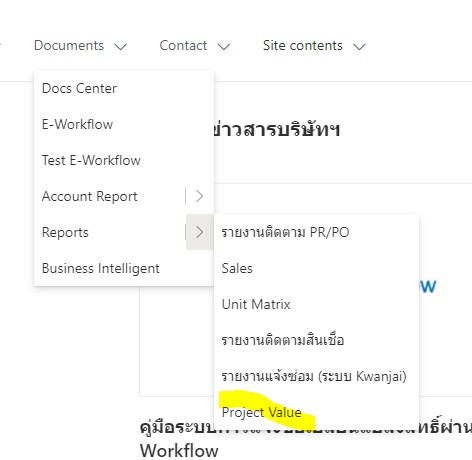 Documents
Contact
Site contents
Docs Center
E-Workflow
Test E-Workflow
Account Report
Reports
Business Intelligent
ข่าวสารบริษัทฯ
รายงานติดตาม PR/PO
Sales
Unit Matrix
รายงานติดตามสินเชื่อ
รายงานแจ้งซ่อม (ระบบ Kwanjai)
Project Value
คู่มือระบบ
Workflow